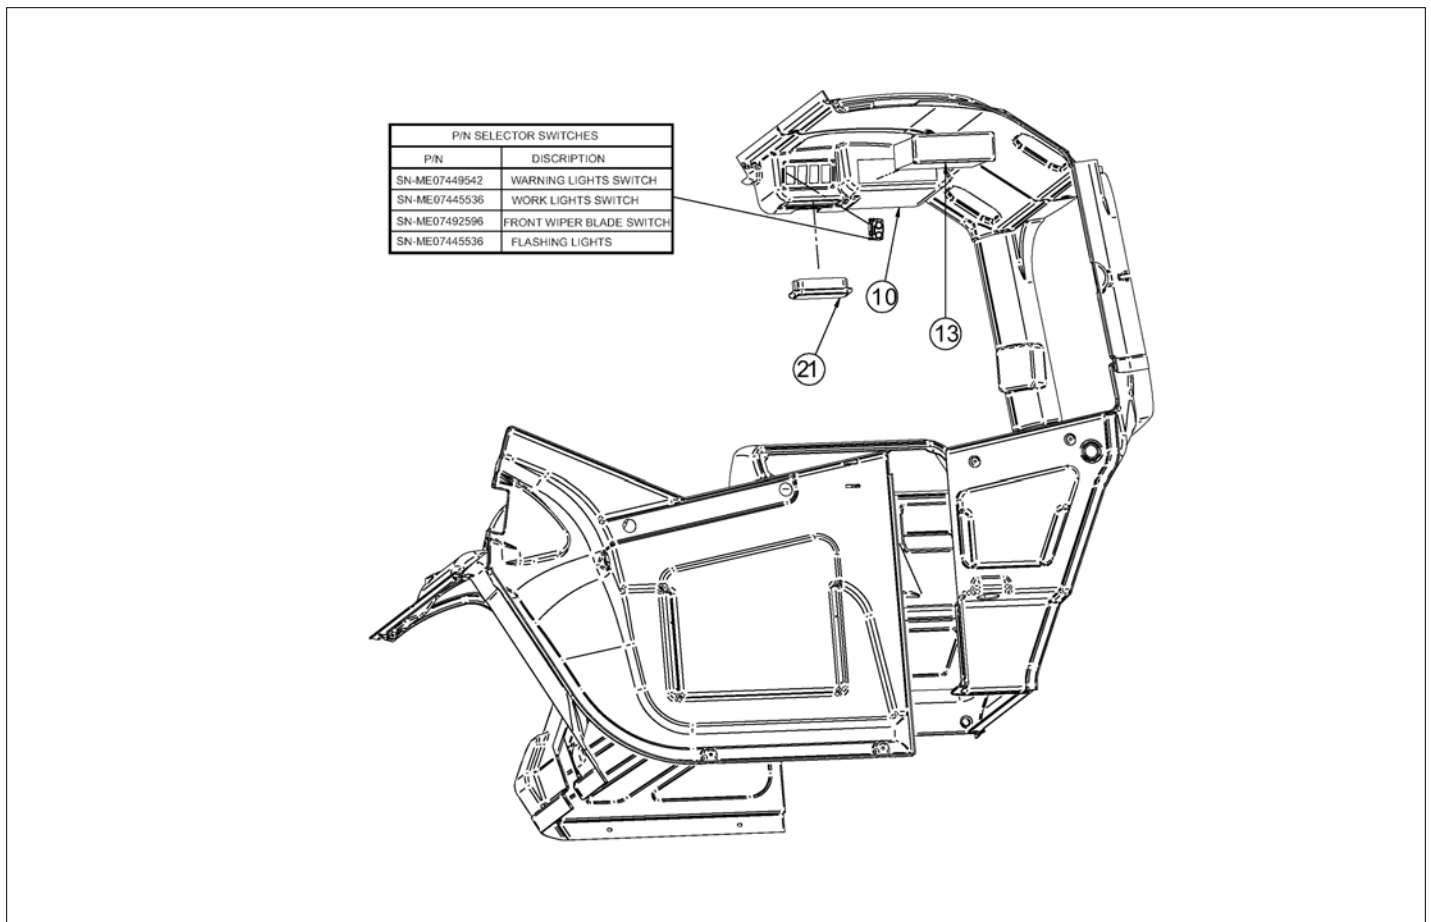 P/N SELECTOR SWITCHES
P/N DISCRIPTION
SN-ME07449542 WARNING LIGHTS SWITCH
SN-ME07445536 WORK LIGHTS SWITCH
SN-ME07492596 FRONT WIPER BLADE SWITCH
SN-ME07445536 FLASHING LIGHTS
10
13
21